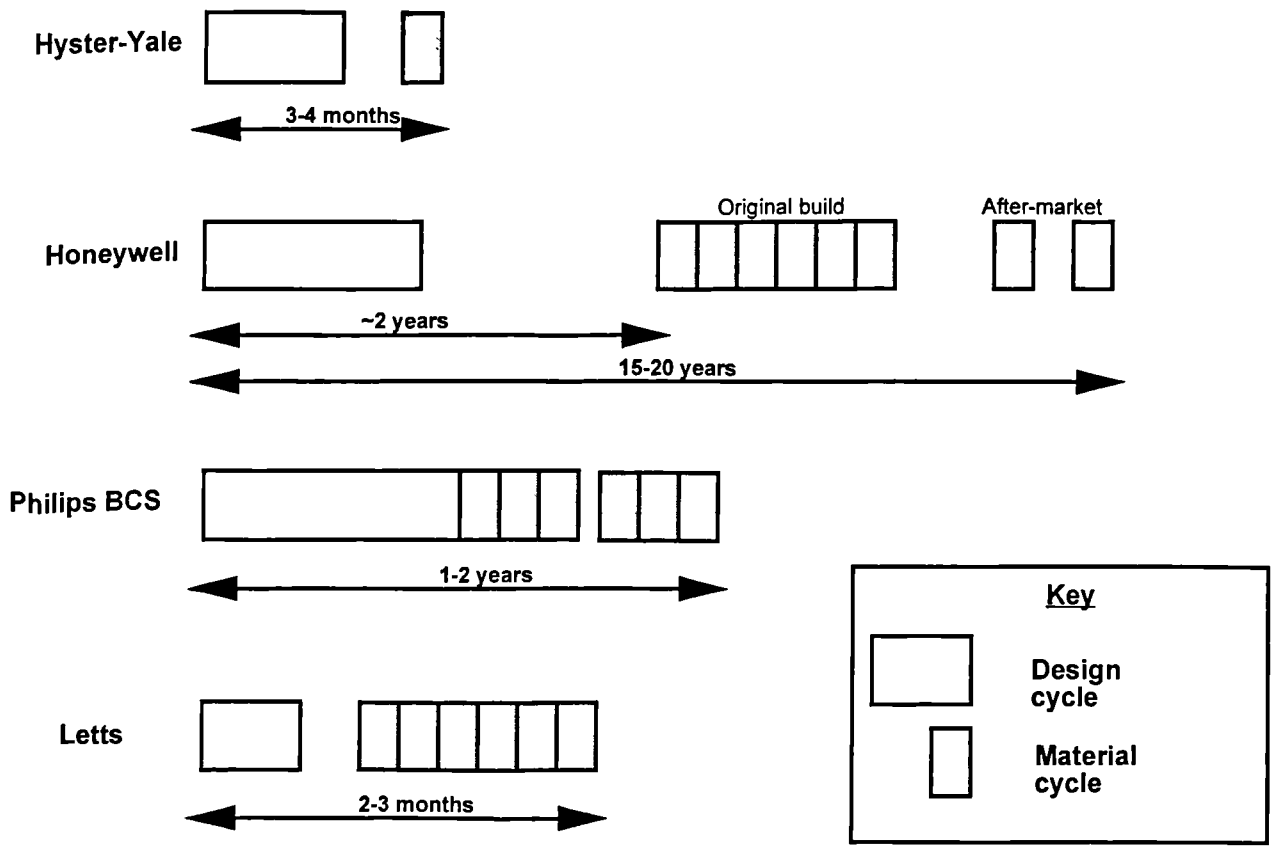 Hyster-Yale
3-4 months
Original build
After-market
Honeywell
~2 years
15-20 years
Philips BCS
1-2 years
Key
Design
cycle
Letts
Material
cycle
2-3 months